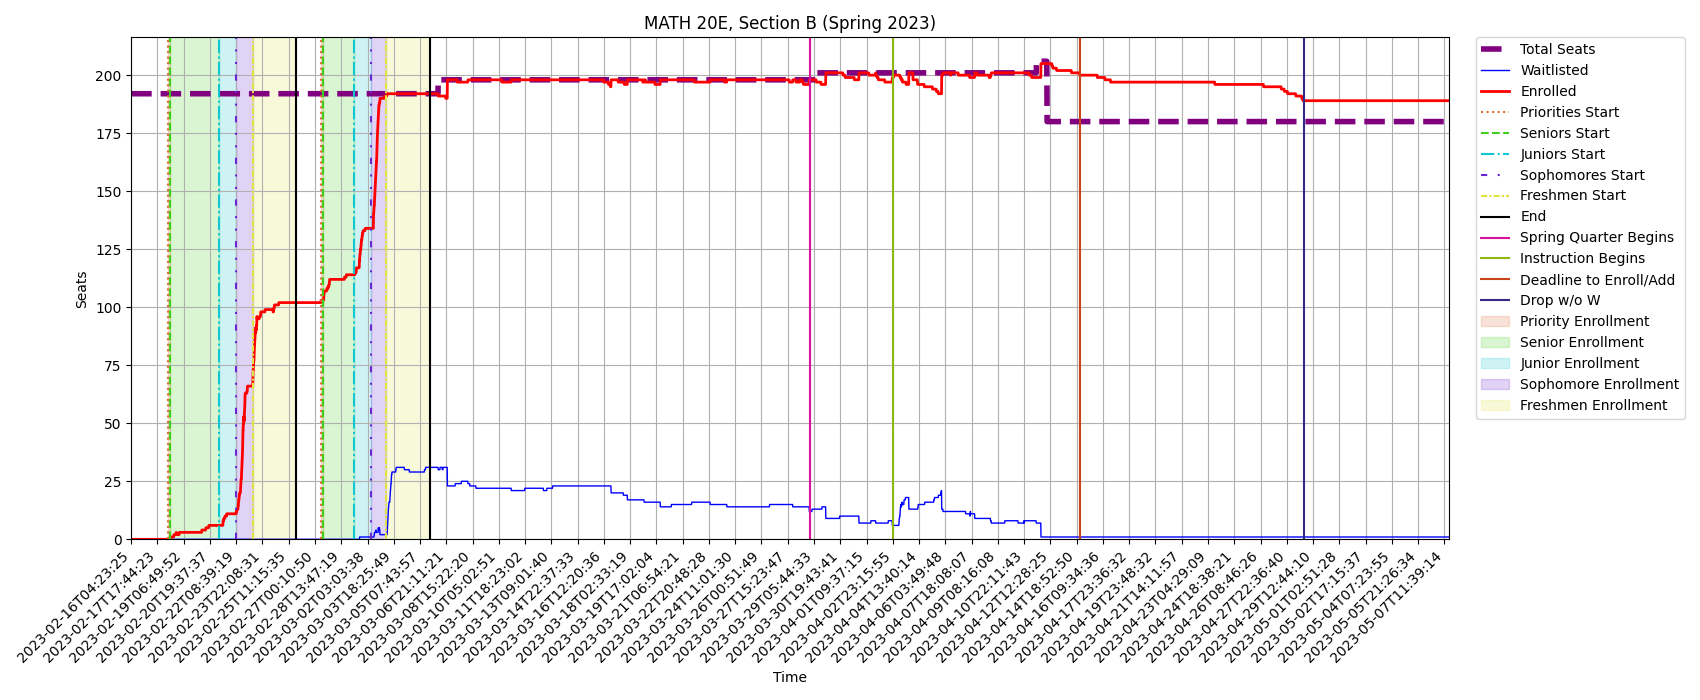 MATH 20E, Section B (Spring 2023)
Seats
200
175
150
125
100
75
50
25
0
2023-02-16T04:23:25
2023-02-17T17:44:23
2023-02-19T06:49:52
2023-02-20T19:37:37
2023-02-22T08:39:19
2023-02-23T22:08:31
2023-02-25T11:15:35
2023-02-27T00:10:50
2023-02-28T13:47:19
2023-03-02T03:03:38
2023-03-03T18:25:49
2023-03-05T07:43:57
2023-03-06T21:11:21
2023-03-08T15:22:20
2023-03-10T05:02:51
2023-03-11T18:23:02
2023-03-13T09:01:40
2023-03-14T22:37:33
2023-03-16T12:20:36
2023-03-18T02:33:19
2023-03-19T17:02:04
2023-03-21T06:54:21
2023-03-22T20:48:28
2023-03-24T11:01:30
2023-03-26T00:51:49
2023-03-27T15:23:47
2023-03-29T05:44:33
2023-03-30T19:43:41
2023-04-01T09:37:15
2023-04-02T23:15:55
2023-04-04T13:40:14
2023-04-06T03:49:48
2023-04-07T18:08:07
2023-04-09T08:16:08
2023-04-10T22:11:43
2023-04-12T12:28:25
2023-04-14T18:52:50
2023-04-16T09:34:36
2023-04-17T23:36:32
2023-04-19T13:48:32
2023-04-21T04:11:57
2023-04-23T04:29:09
2023-04-24T18:38:21
2023-04-26T08:46:26
2023-04-27T22:36:40
2023-04-29T12:44:10
2023-05-01T02:51:28
2023-05-02T17:15:37
2023-05-04T07:23:55
2023-05-05T21:26:34
2023-05-07T11:39:14
Time
Total Seats
Waitlisted
Enrolled
Priorities Start
Seniors Start
Juniors Start
Sophomores Start
Freshmen Start
End
Spring Quarter Begins
Instruction Begins
Deadline to Enroll/Add
Drop w/o W
Priority Enrollment
Senior Enrollment
Junior Enrollment
Sophomore Enrollment
Freshmen Enrollment